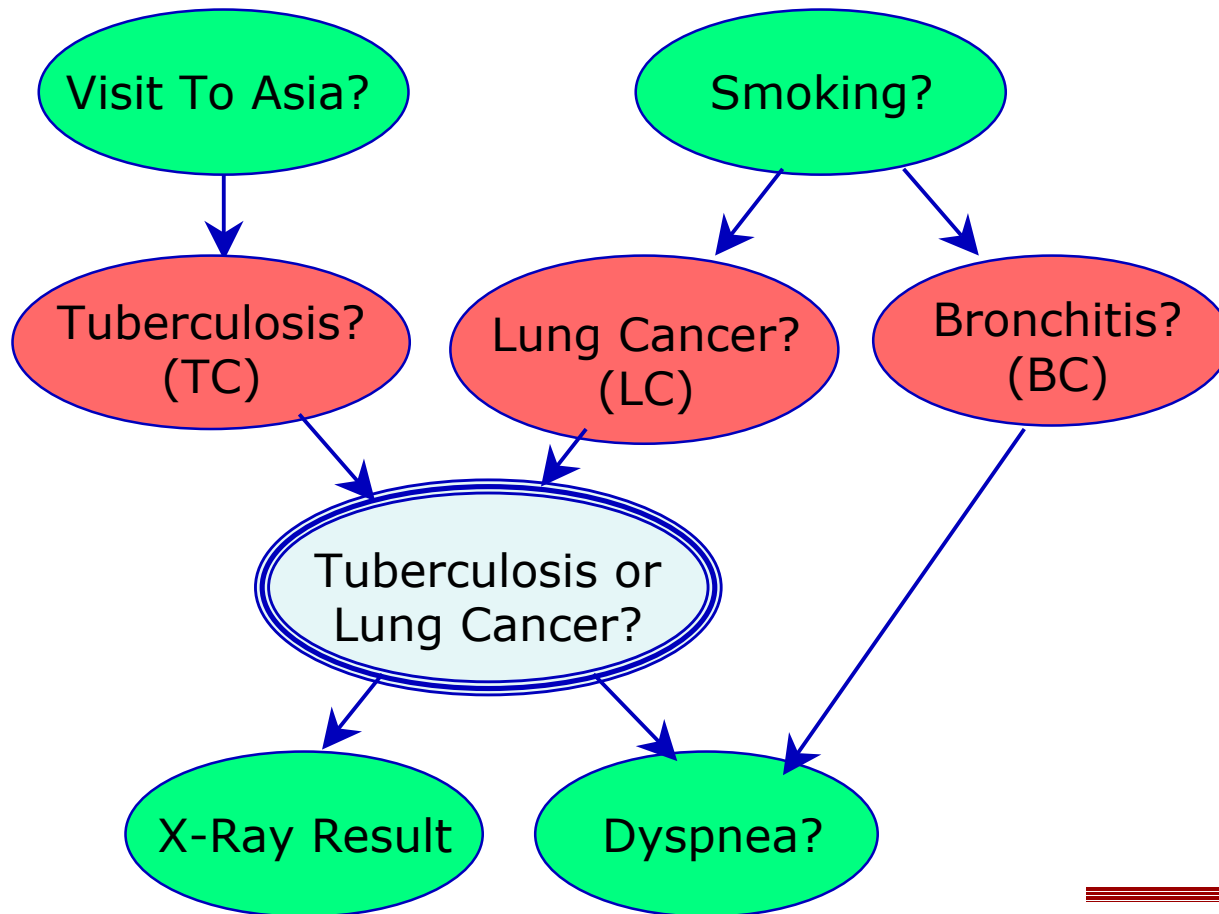 Visit To Asia?
Smoking?
Tuberculosis?
(TC)
Lung Cancer?
(LC)
Bronchitis?
(BC)
Tuberculosis or
Lung Cancer?
X-Ray Result
Dyspnea?